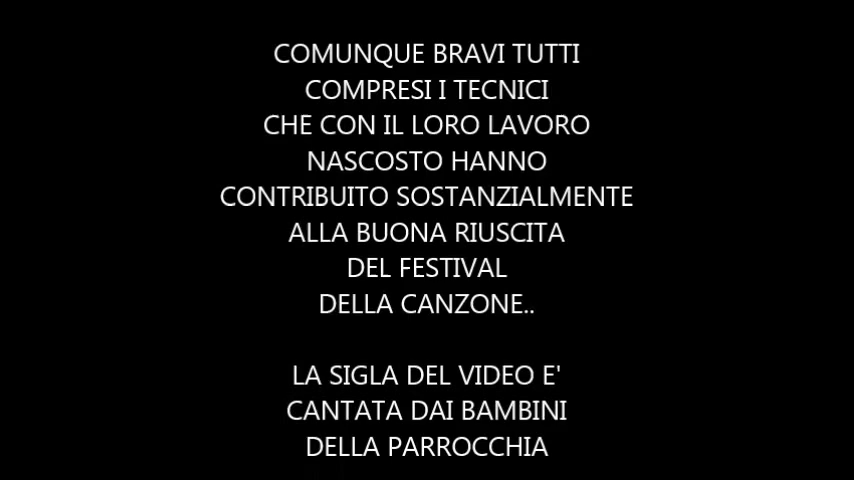 COMUNQUE BRAVI TUTTI
COMPRESI I TECNICI
CHE CON IL LORO LAVORO
NASCOSTO HANNO
CONTRIBUITO SOSTANZIALMENTE
ALLA BUONA RIUSCITA
DEL FESTIVAL
DELLA CANZONE..
LA SIGLA DEL VIDEO E'
CANTATA DAI BAMBINI
DELLA PARROCCHIA